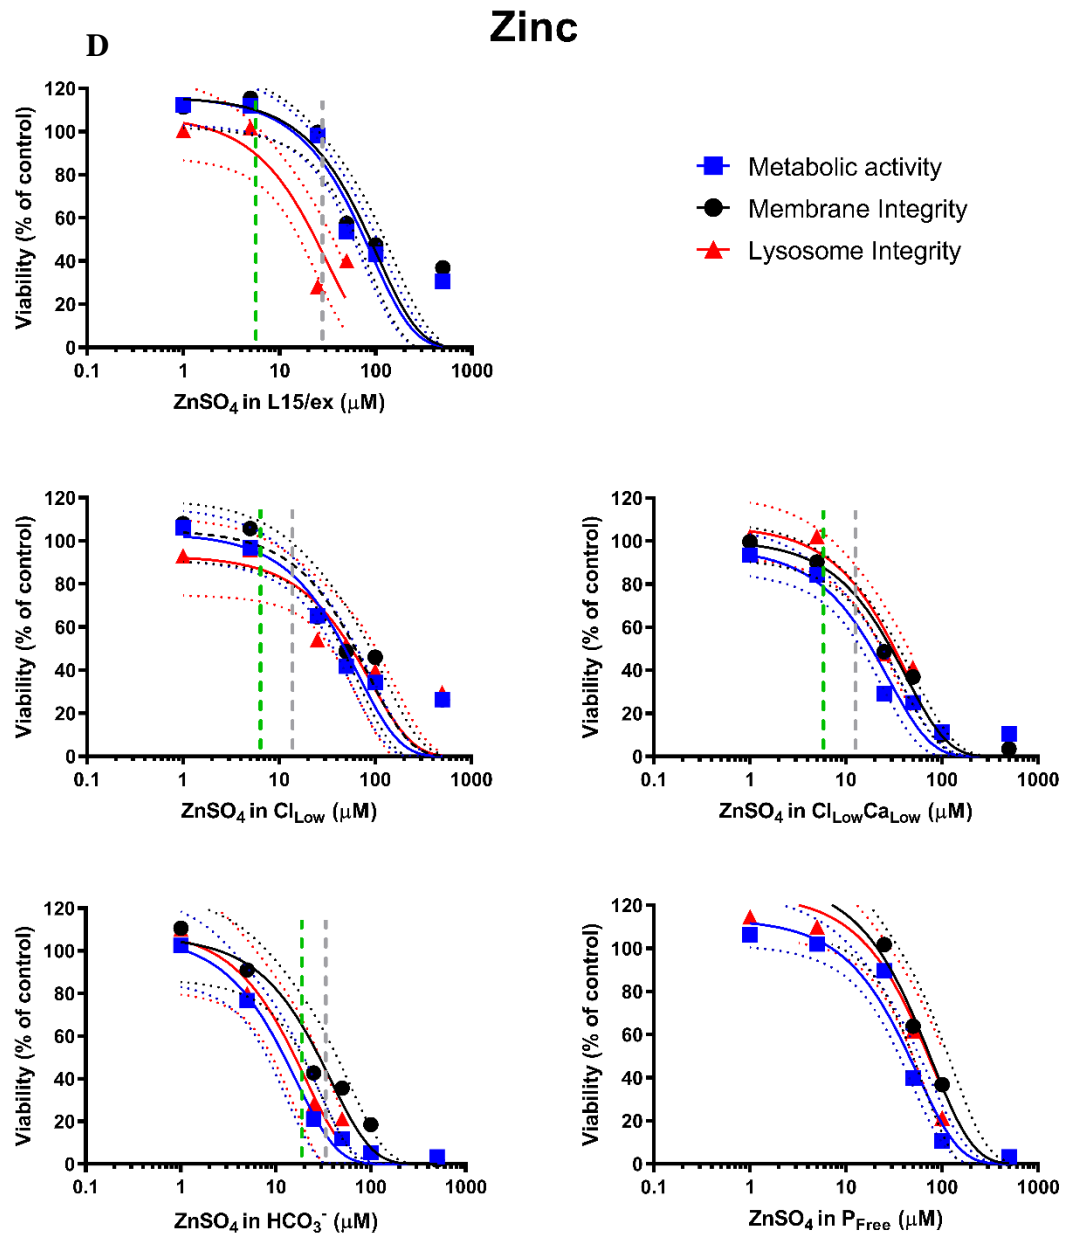 Zinc
D
Viability (% of control)
120
100
80
60
40
20
0
0.1 1 10 100 1000
ZnSO4 in L15/ex (μM)
Metabolic activity
Membrane Integrity
Lysosome Integrity
Viability (% of control)
120
100
80
60
40
20
0
0.1 1 10 100 1000
ZnSO4 in ClLow (μM)
Viability (% of control)
120
100
80
60
40
20
0
0.1 1 10 100 1000
ZnSO4 in ClLowCaLow (μM)
Viability (% of control)
120
100
80
60
40
20
0
0.1 1 10 100 1000
ZnSO4 in HCO3- (μM)
Viability (% of control)
120
100
80
60
40
20
0
0.1 1 10 100 1000
ZnSO4 in PFree (μM)